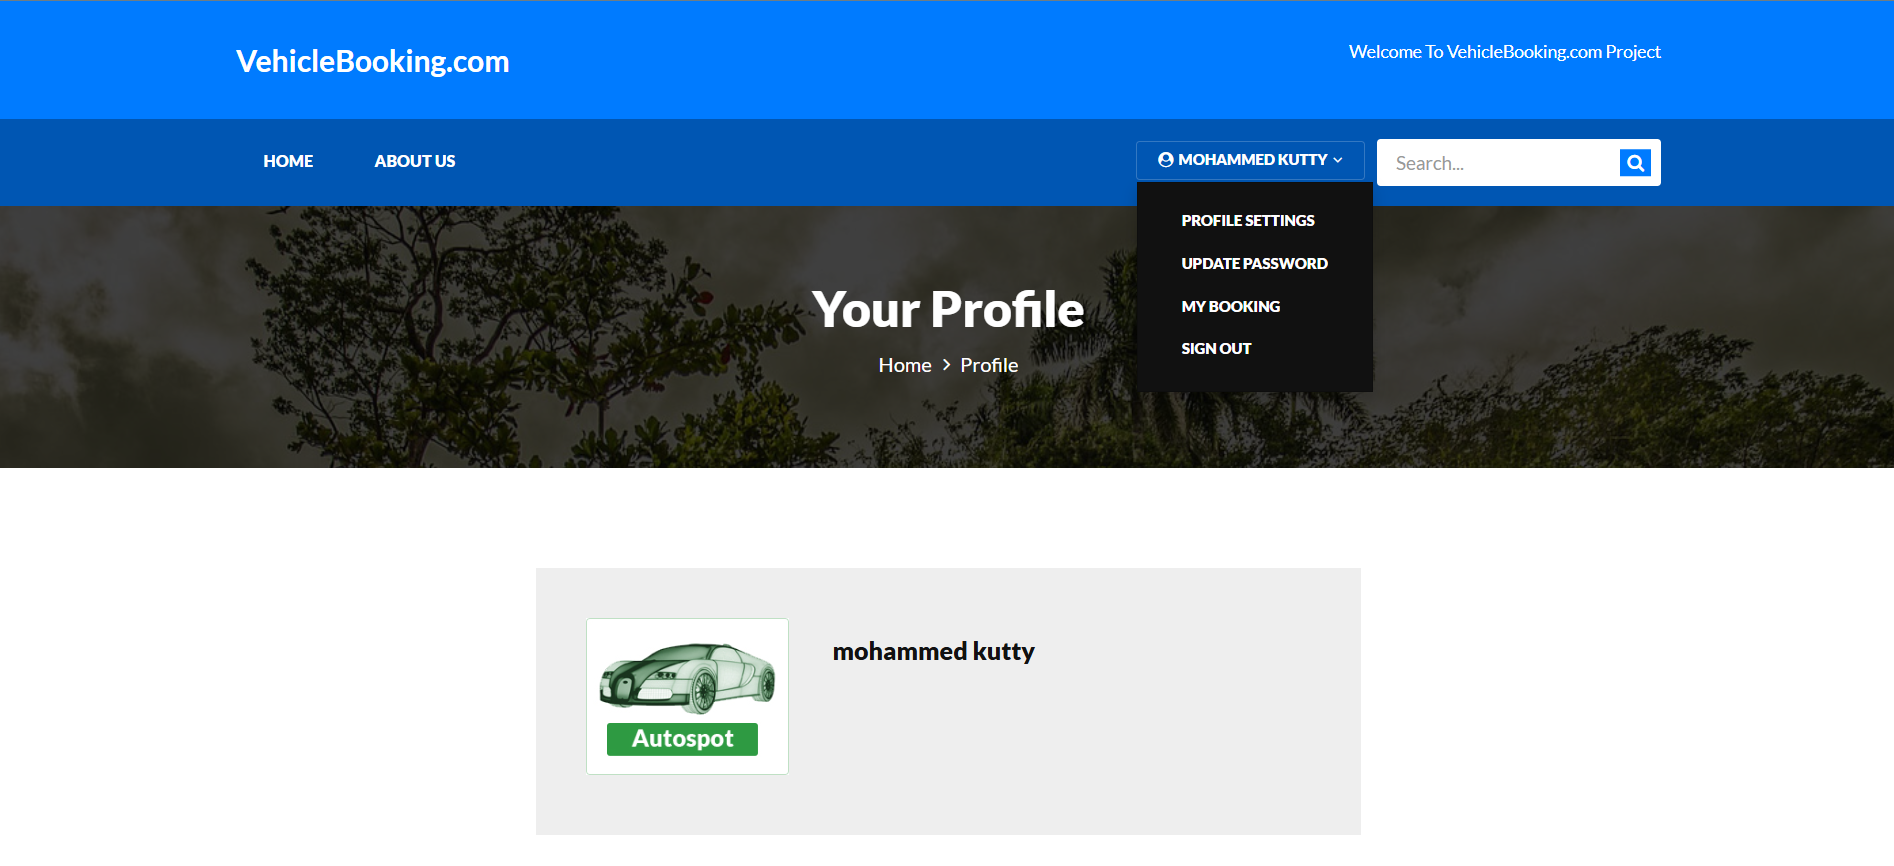 VehicleBooking.com
Welcome To VehicleBooking.com Project
HOME
ABOUT US
MOHAMMED KUTTY
Search...
PROFILE SETTINGS
UPDATE PASSWORD
MY BOOKING
SIGN OUT
Your Profile
Home > Profile
mohammed kutty
Autospot